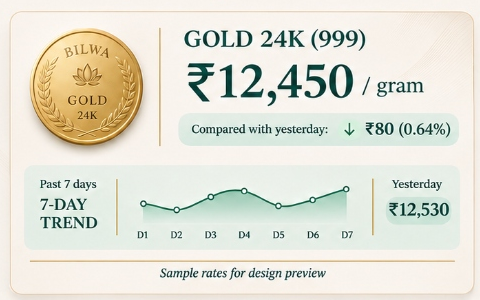 BILWA
GOLD
24K
GOLD 24K (999)
₹12,450 / gram
Compared with yesterday: ↓ ₹80 (0.64%)
Past 7 days
7-DAY
TREND
D1 D2 D3 D4 D5 D6 D7
Yesterday
₹12,530
Sample rates for design preview